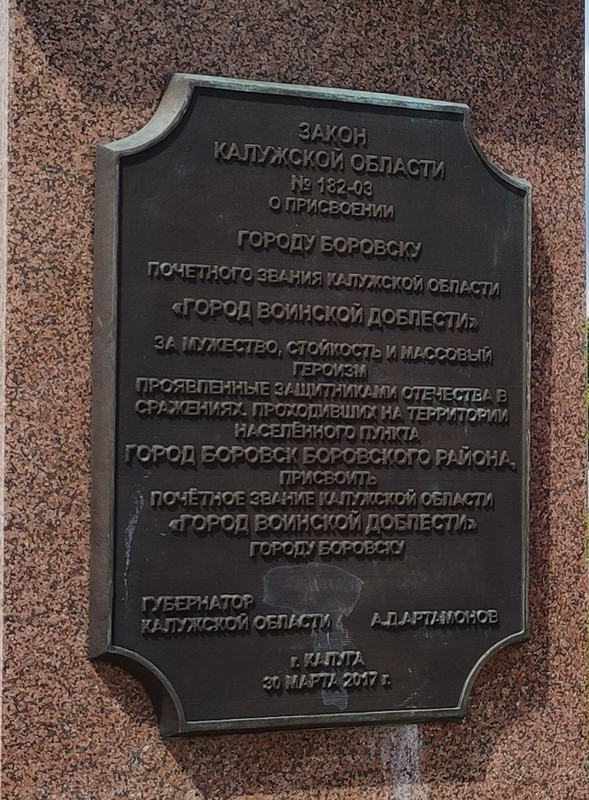 ЗАКОН
КАЛУЖСКОЙ ОБЛАСТИ
№ 182-ОЗ
О ПРИСВОЕНИИ
ГОРОДУ БОРОВСКУ
ПОЧЕТНОГО ЗВАНИЯ КАЛУЖСКОЙ ОБЛАСТИ
«ГОРОД ВОИНСКОЙ ДОБЛЕСТИ»
ЗА МУЖЕСТВО, СТОЙКОСТЬ И МАССОВЫЙ
ГЕРОИЗМ
ПРОЯВЛЕННЫЕ ЗАЩИТНИКАМИ ОТЕЧЕСТВА В
СРАЖЕНИЯХ, ПРОХОДИВШИХ НА ТЕРРИТОРИИ
НАСЕЛЁННОГО ПУНКТА
ГОРОД БОРОВСК БОРОВСКОГО РАЙОНА,
ПРИСВОИТЬ
ПОЧЁТНОЕ ЗВАНИЕ КАЛУЖСКОЙ ОБЛАСТИ
«ГОРОД ВОИНСКОЙ ДОБЛЕСТИ»
ГОРОДУ БОРОВСКУ
ГУБЕРНАТОР
КАЛУЖСКОЙ ОБЛАСТИ А.Д.АРТАМОНОВ
г. КАЛУГА
30 МАРТА 2017 г.